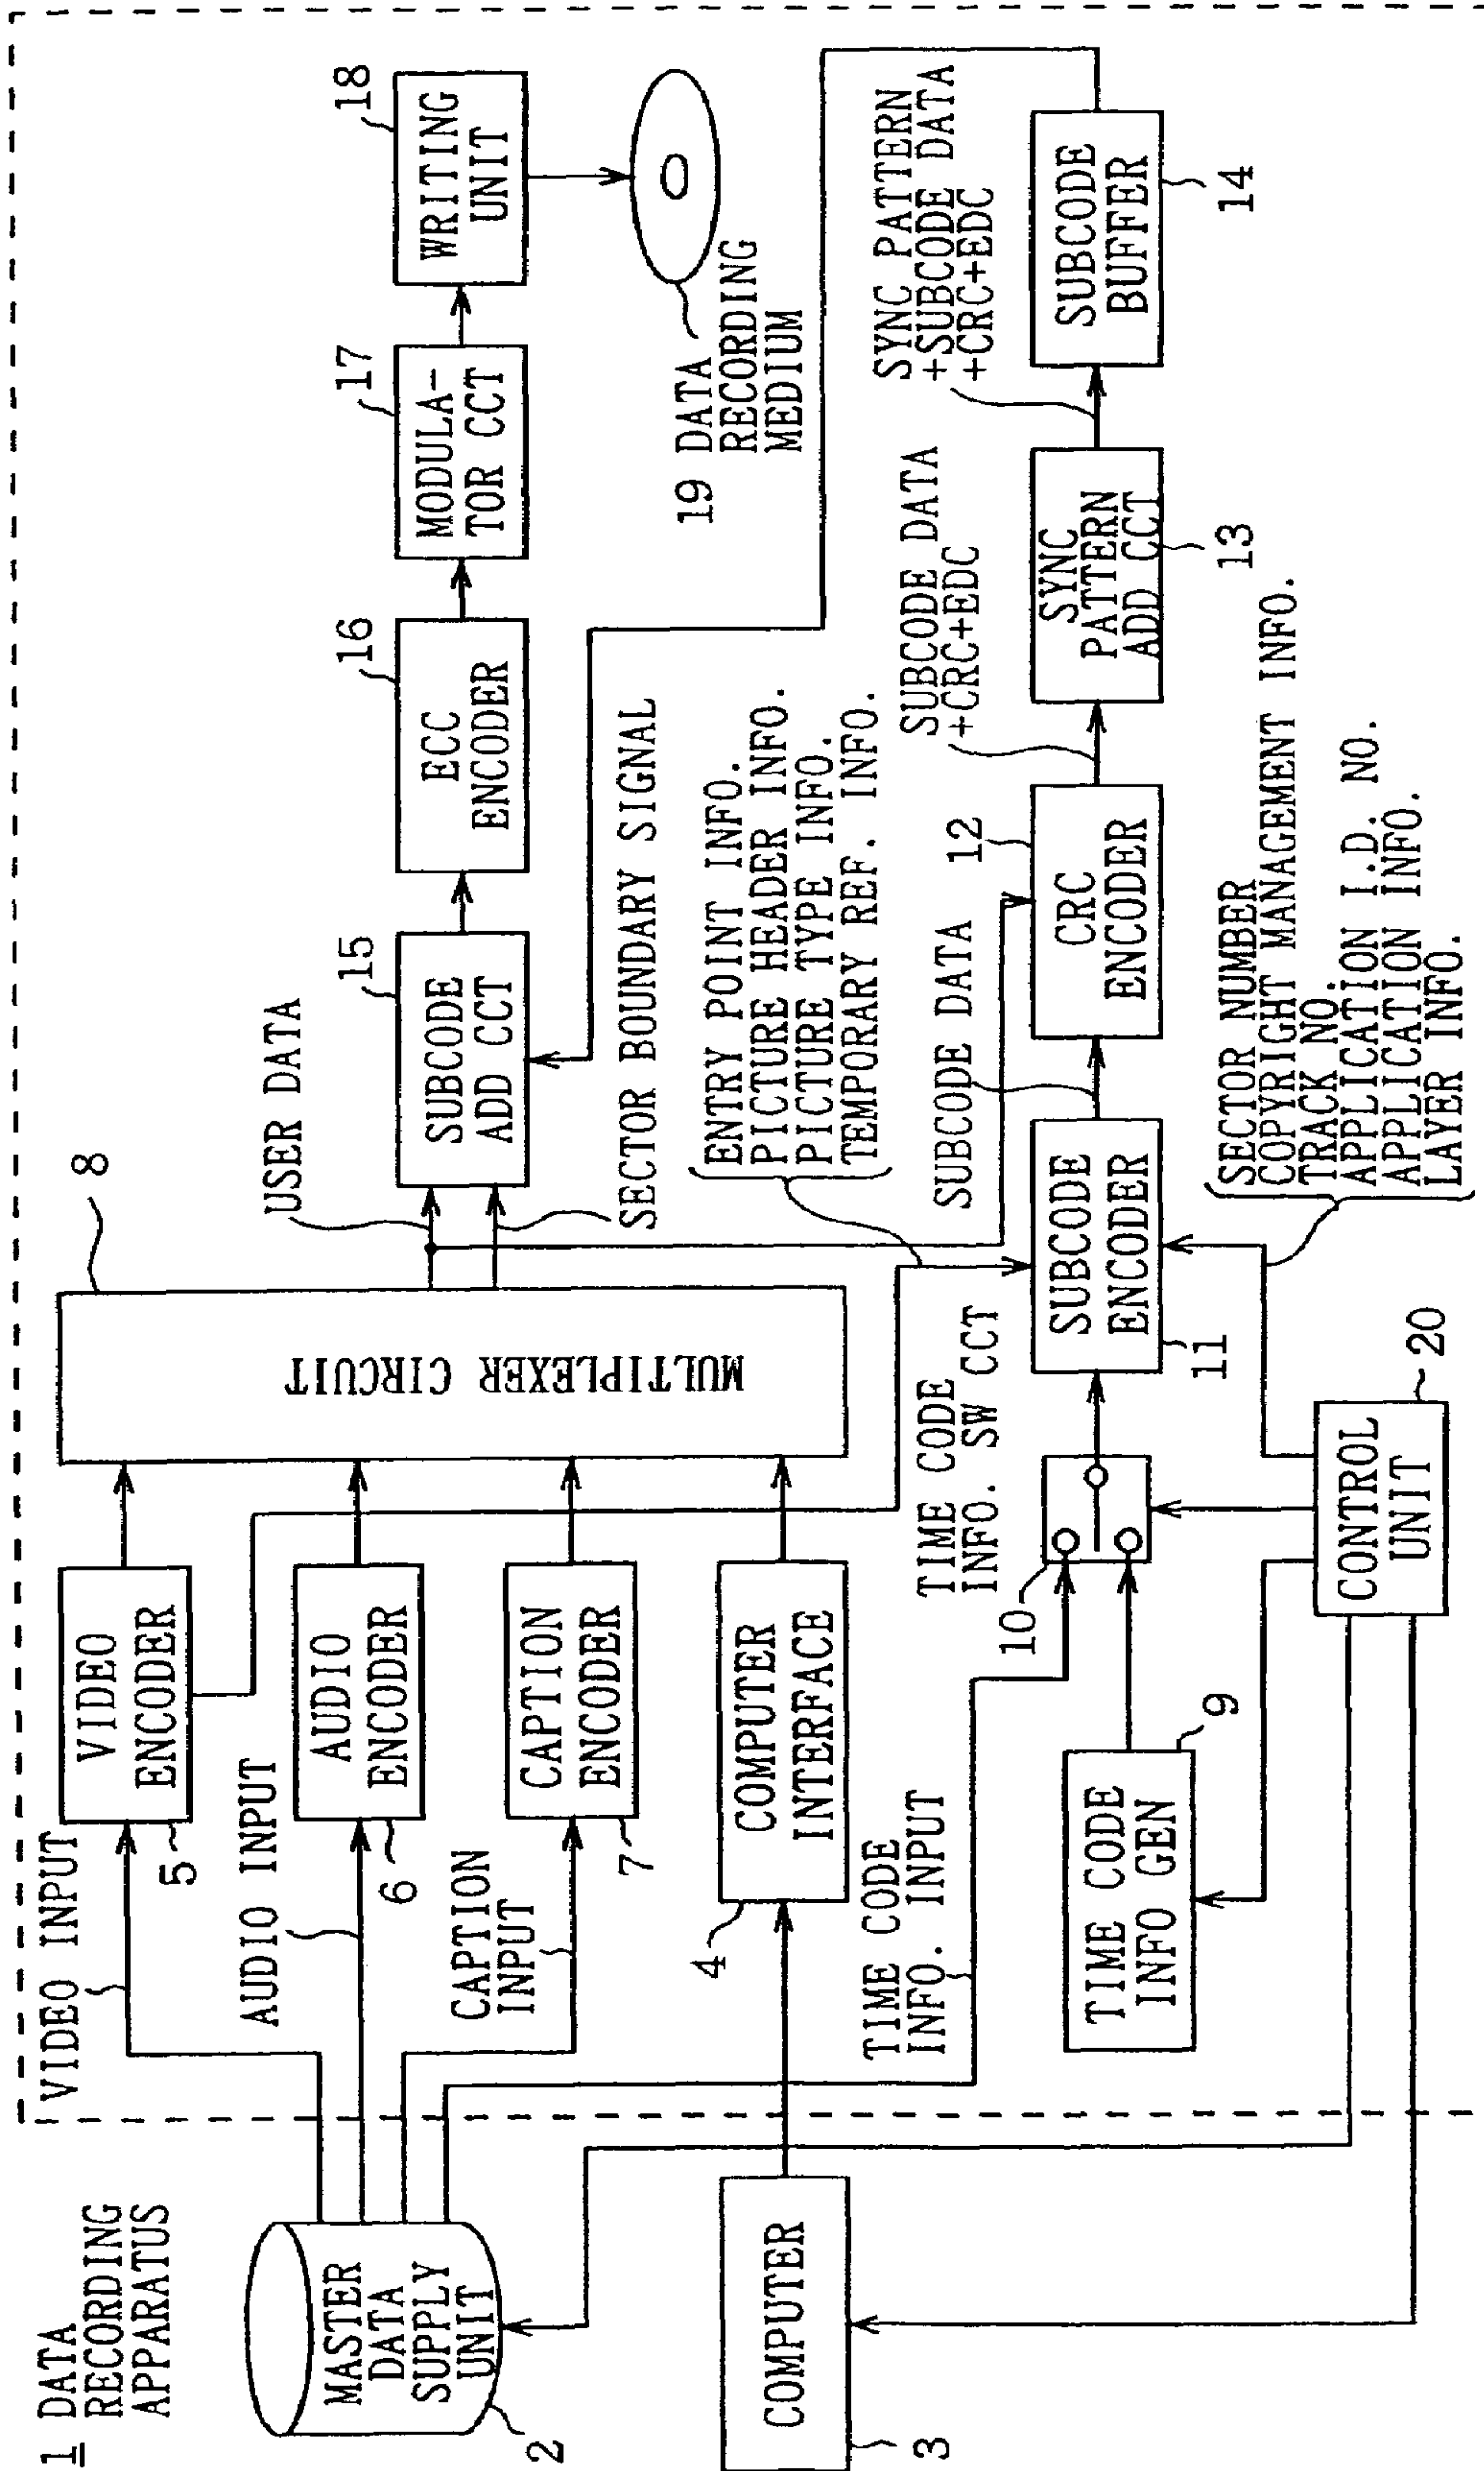 1 DATA
RECORDING
APPARATUS
MASTER
DATA
SUPPLY
UNIT
2
COMPUTER
3
VIDEO INPUT
VIDEO
ENCODER
5
AUDIO INPUT
AUDIO
ENCODER
6
CAPTION
INPUT
CAPTION
ENCODER
7
COMPUTER
INTERFACE
4
MULTIPLEXER CIRCUIT
8
USER DATA
SECTOR BOUNDARY SIGNAL
SUBCODE
ADD CCT
15
ECC
ENCODER
16
MODULA-
TOR CCT
17
WRITING
UNIT
18
19 DATA
RECORDING
MEDIUM
TIME CODE
INFO. INPUT
TIME CODE
INFO GEN
9
TIME CODE
INFO. SW CCT
10
ENTRY POINT INFO.
PICTURE HEADER INFO.
PICTURE TYPE INFO.
TEMPORARY REF. INFO.
SUBCODE
ENCODER
11
SUBCODE DATA
CRC
ENCODER
12
SUBCODE DATA
+CRC+EDC
SYNC
PATTERN
ADD CCT
13
SYNC PATTERN
+SUBCODE DATA
+CRC+EDC
SUBCODE
BUFFER
14
CONTROL
UNIT
20
SECTOR NUMBER
COPYRIGHT MANAGEMENT INFO.
TRACK NO.
APPLICATION I.D. NO.
APPLICATION INFO.
LAYER INFO.